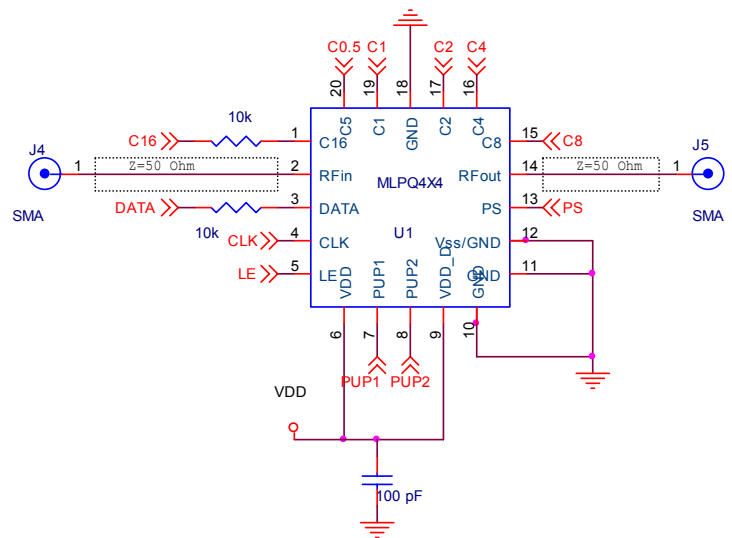 C0.5 C1 C2 C4
20 19 18 17 16
C5 C1 GND C2 C4
10k
C16 1 C16 C8 15 C8
J4 J5
1 Z=50 Ohm 2 RFin RFout 14 Z=50 Ohm 1
MLPQ4X4
SMA SMA
DATA 3 DATA PS 13 PS
10k
U1
CLK 4 CLK Vss/GND 12
LE 5 LE GND 11
VDD PUP1 PUP2 VDD_D GND
6 7 8 9 10
PUP1 PUP2
VDD
100 pF